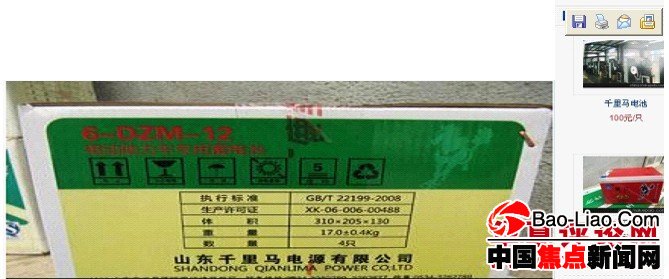 6-DZM-12
5
执行标准 GB/T 22199-2008
生产许可证 XK-06-006-00488
体 积 310×205×130
重 量 17.0±0.4Kg
数 量 4只
山东千里马电源有限公司
SHANDONG QIANLIMA POWER CO,LTD
千里马电池
100元/只
Bao-Liao.Com
中国焦点新闻网